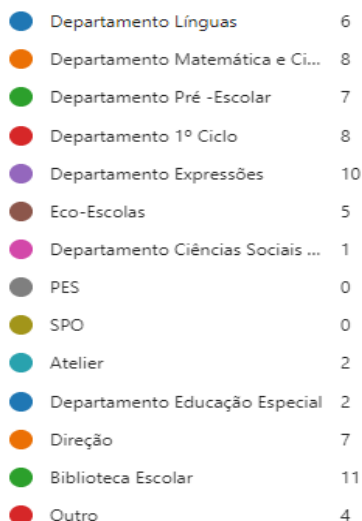 Departamento Línguas 6
Departamento Matemática e Ci... 8
Departamento Pré -Escolar 7
Departamento 1º Ciclo 8
Departamento Expressões 10
Eco-Escolas 5
Departamento Ciências Sociais ... 1
PES 0
SPO 0
Atelier 2
Departamento Educação Especial 2
Direção 7
Biblioteca Escolar 11
Outro 4